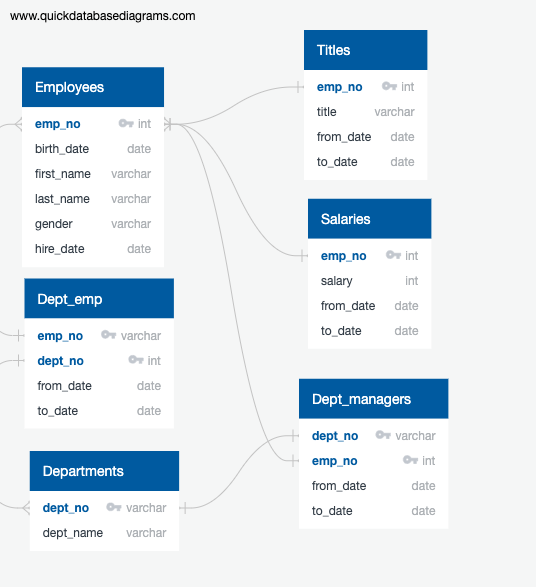 www.quickdatabasediagrams.com
Employees
emp_no int
birth_date date
first_name varchar
last_name varchar
gender varchar
hire_date date
Dept_emp
emp_no varchar
dept_no int
from_date date
to_date date
Departments
dept_no varchar
dept_name varchar
Titles
emp_no int
title varchar
from_date date
to_date date
Salaries
emp_no int
salary int
from_date date
to_date date
Dept_managers
dept_no varchar
emp_no int
from_date date
to_date date